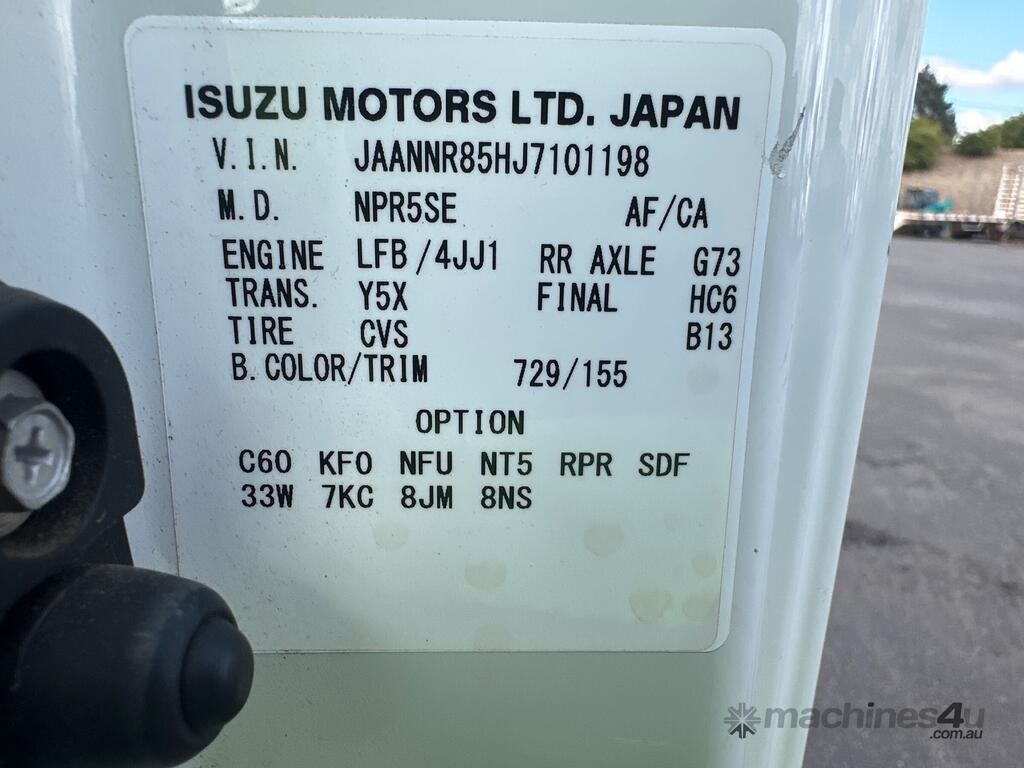 ISUZU MOTORS LTD. JAPAN
V.I.N. JAANNR85HJ7101198
M.D. NPR5SE AF/CA
ENGINE LFB/4JJ1 RR AXLE G73
TRANS. Y5X FINAL HC6
TIRE CVS B13
B.COLOR/TRIM 729/155
OPTION
C60 KF0 NFU NT5 RPR SDF
33W 7KC 8JM 8NS
machines4u
.com.au